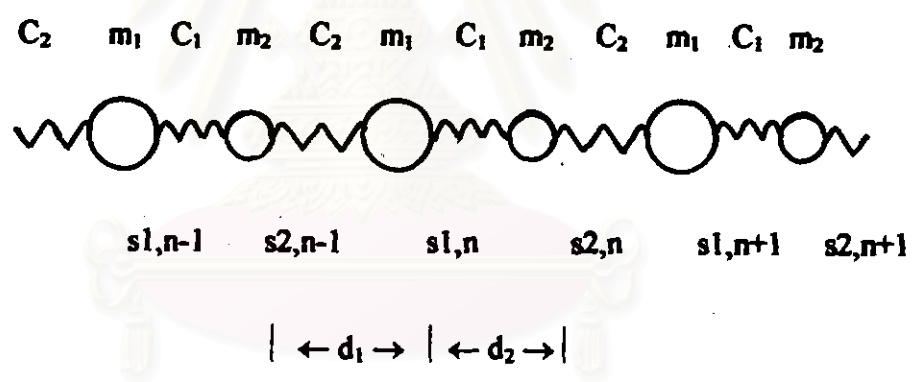 C₂ m₁ C₁ m₂ C₂ m₁ C₁ m₂ C₂ m₁ C₁ m₂
s1,n-1 s2,n-1 s1,n s2,n s1,n+1 s2,n+1
| ← d₁ → | ← d₂ → |